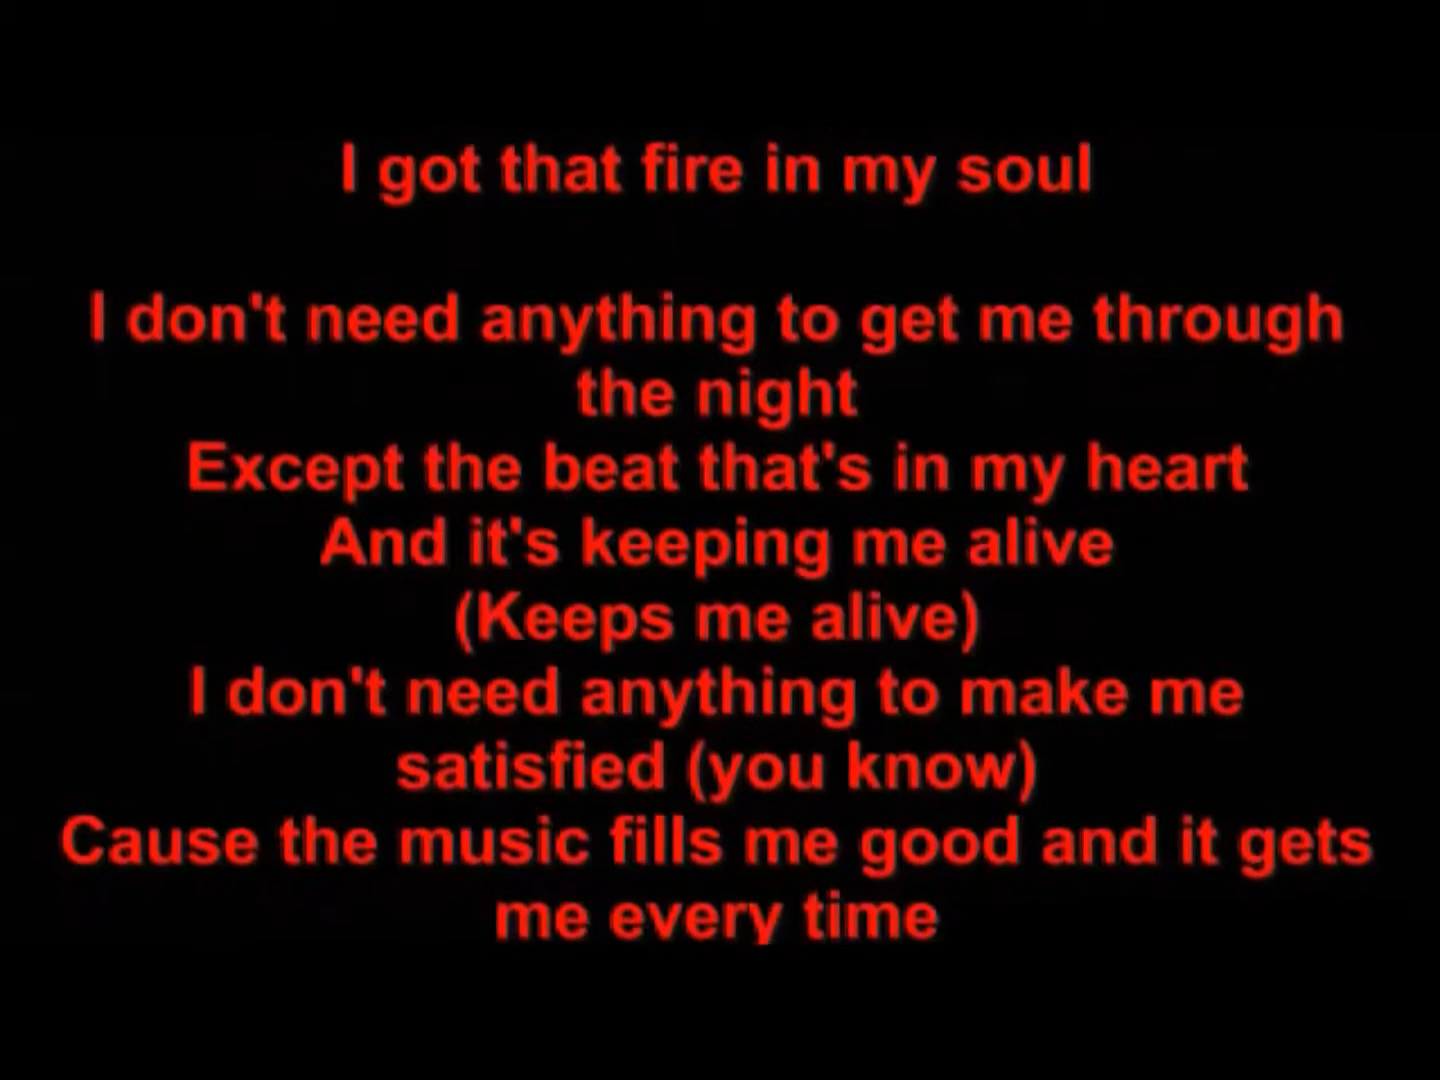 I got that fire in my soul
I don't need anything to get me through
the night
Except the beat that's in my heart
And it's keeping me alive
(Keeps me alive)
I don't need anything to make me
satisfied (you know)
Cause the music fills me good and it gets
me every time